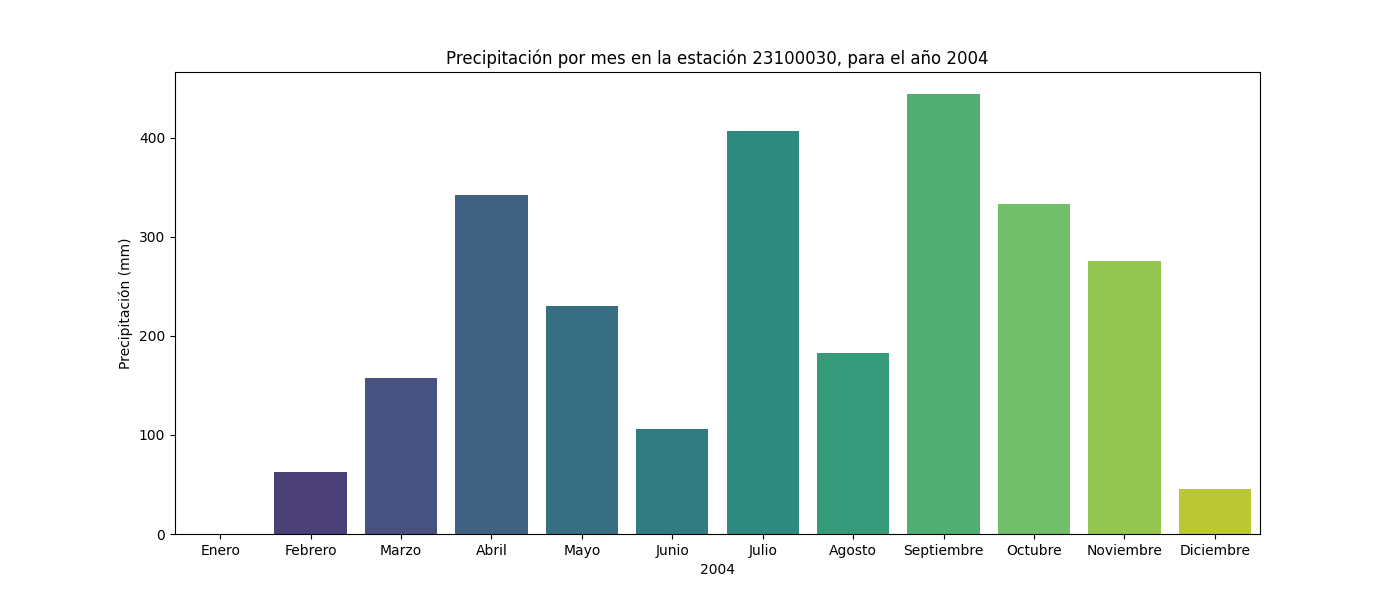 Precipitación por mes en la estación 23100030, para el año 2004
Precipitación (mm)
400
300
200
100
0
Enero Febrero Marzo Abril Mayo Junio Julio Agosto Septiembre Octubre Noviembre Diciembre
2004